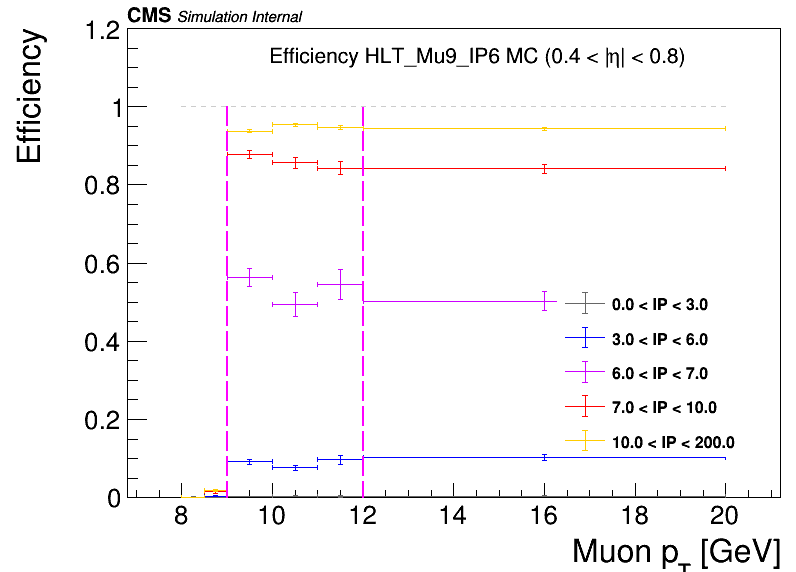 CMS Simulation Internal
Efficiency HLT_Mu9_IP6 MC (0.4 < |η| < 0.8)
Efficiency
1.2
1
0.8
0.6
0.4
0.2
0
0.0 < IP < 3.0
3.0 < IP < 6.0
6.0 < IP < 7.0
7.0 < IP < 10.0
10.0 < IP < 200.0
8 10 12 14 16 18 20
Muon p_T [GeV]